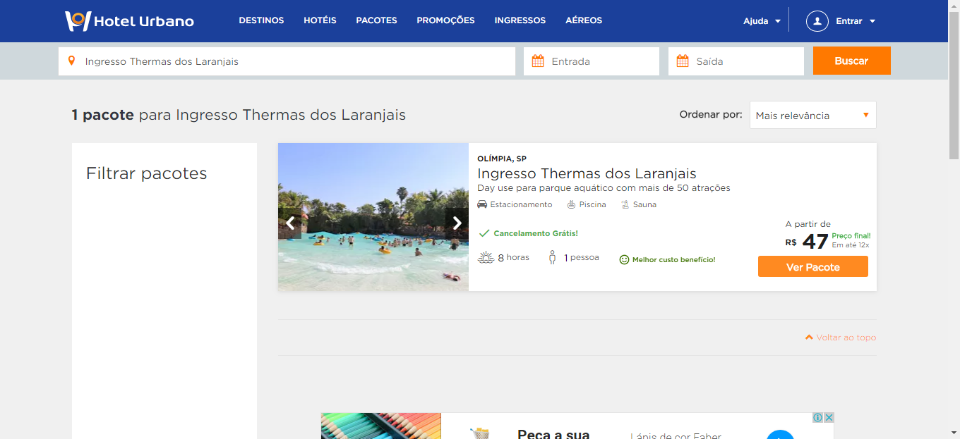 Hotel Urbano
DESTINOS HOTÉIS PACOTES PROMOÇÕES INGRESSOS AÉREOS
Ajuda
Entrar
Ingresso Thermas dos Laranjais
Entrada
Saída
Buscar
1 pacote para Ingresso Thermas dos Laranjais
Ordenar por: Mais relevância
Filtrar pacotes
OLÍMPIA, SP
Ingresso Thermas dos Laranjais
Day use para parque aquático com mais de 50 atrações
Estacionamento Piscina Sauna
Cancelamento Grátis!
8 horas 1 pessoa Melhor custo benefício!
A partir de
R$ 47 Preço final!
Em até 12x
Ver Pacote
Voltar ao topo
Peça a sua
Lápis de cor Faber